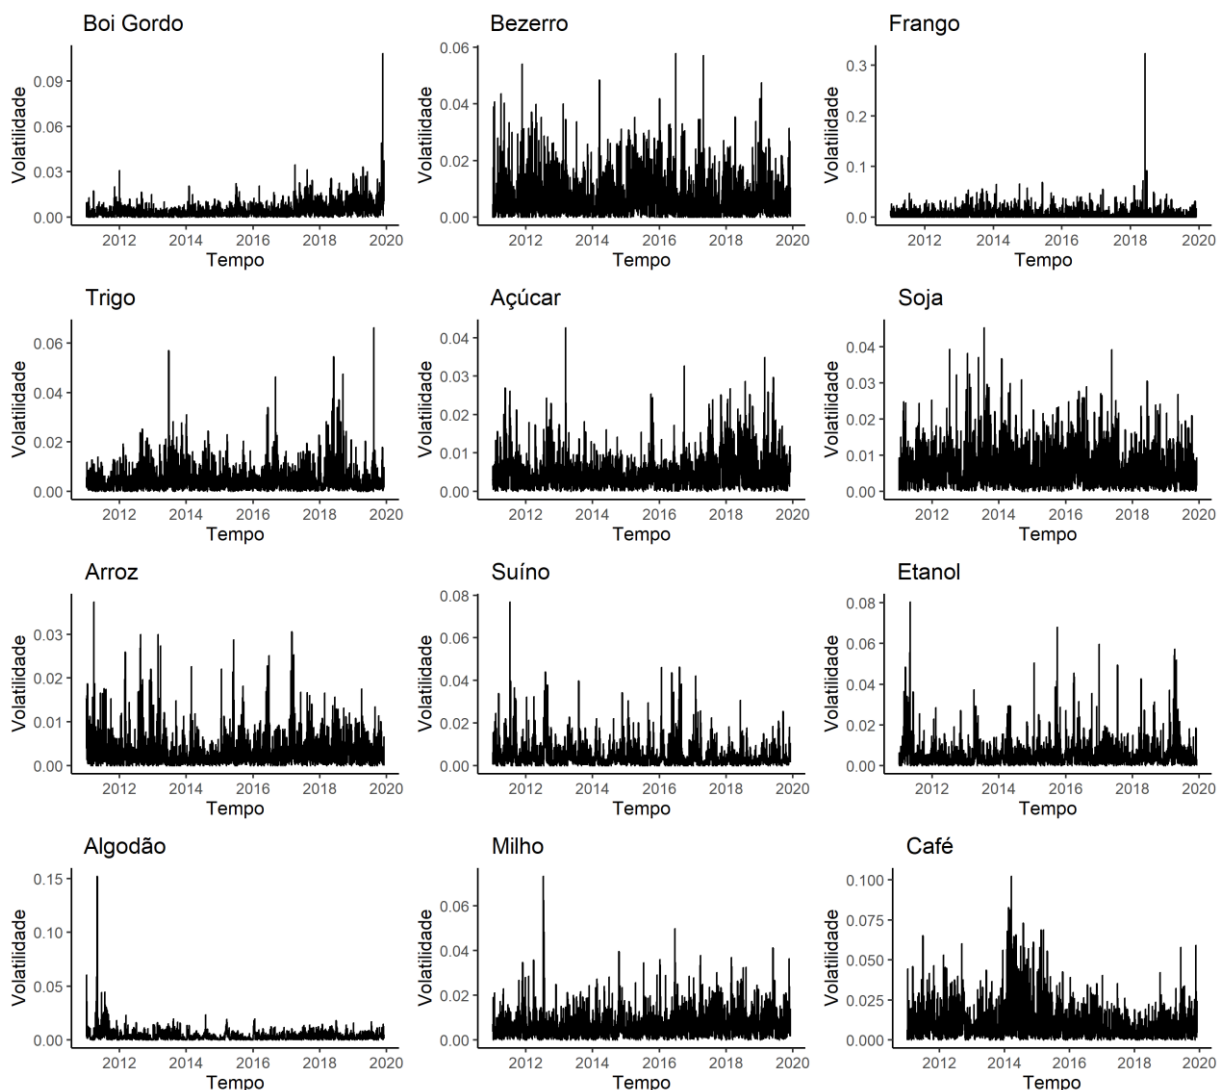 Boi Gordo
Volatilidade
0.09
0.06
0.03
0.00
2012 2014 2016 2018 2020
Tempo
Bezerro
Volatilidade
0.06
0.04
0.02
0.00
2012 2014 2016 2018 2020
Tempo
Frango
Volatilidade
0.3
0.2
0.1
0.0
2012 2014 2016 2018 2020
Tempo
Trigo
Volatilidade
0.06
0.04
0.02
0.00
2012 2014 2016 2018 2020
Tempo
Açúcar
Volatilidade
0.04
0.03
0.02
0.01
0.00
2012 2014 2016 2018 2020
Tempo
Soja
Volatilidade
0.04
0.03
0.02
0.01
0.00
2012 2014 2016 2018 2020
Tempo
Arroz
Volatilidade
0.03
0.02
0.01
0.00
2012 2014 2016 2018 2020
Tempo
Suíno
Volatilidade
0.08
0.06
0.04
0.02
0.00
2012 2014 2016 2018 2020
Tempo
Etanol
Volatilidade
0.08
0.06
0.04
0.02
0.00
2012 2014 2016 2018 2020
Tempo
Algodão
Volatilidade
0.15
0.10
0.05
0.00
2012 2014 2016 2018 2020
Tempo
Milho
Volatilidade
0.06
0.04
0.02
0.00
2012 2014 2016 2018 2020
Tempo
Café
Volatilidade
0.100
0.075
0.050
0.025
0.000
2012 2014 2016 2018 2020
Tempo